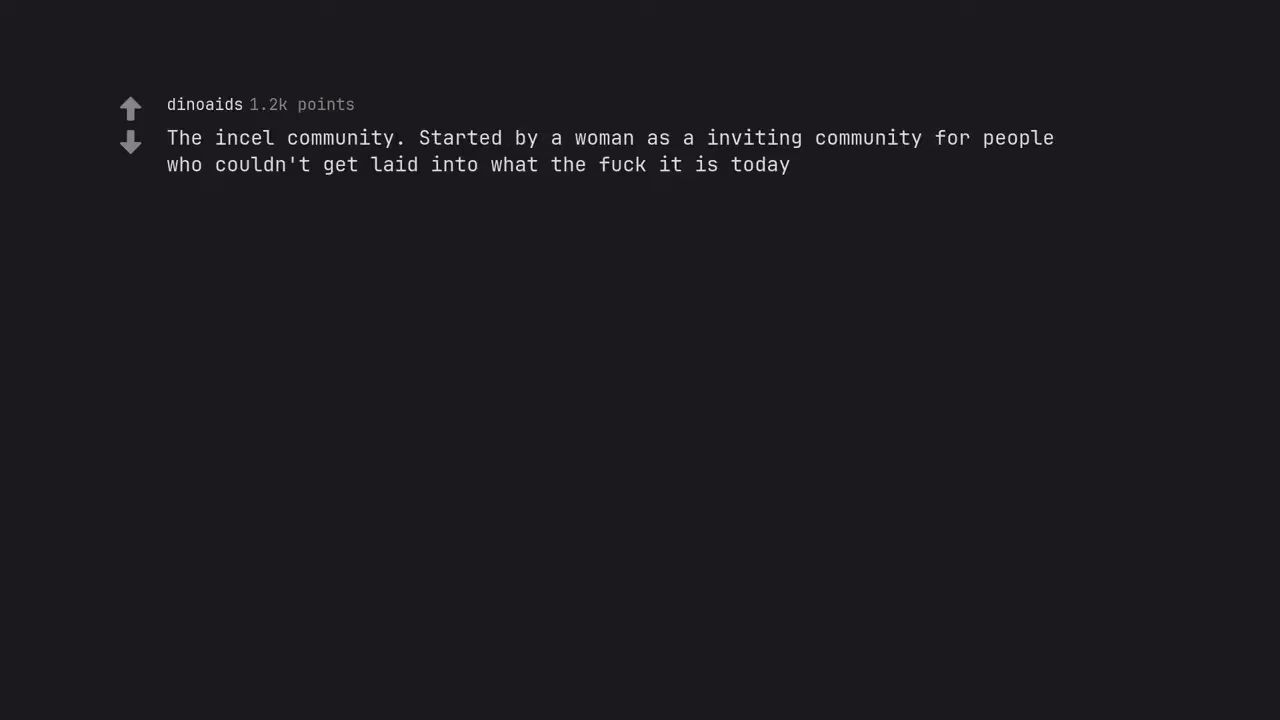 dinoaids 1.2k points
The incel community. Started by a woman as a inviting community for people
who couldn't get laid into what the fuck it is today